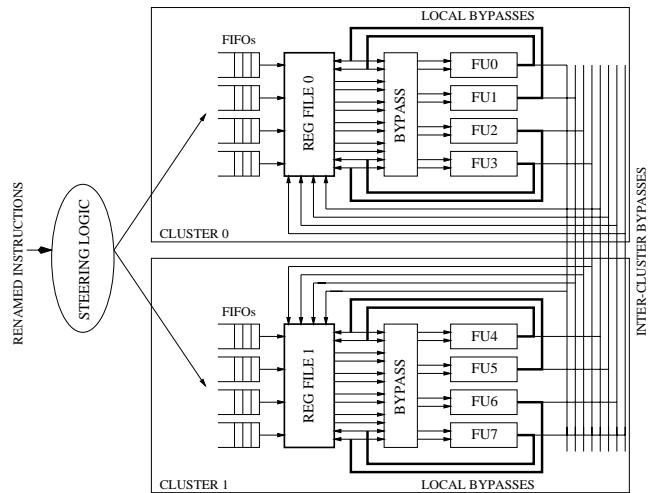 LOCAL BYPASSES
FIFOs
REG FILE 0
BYPASS
FU0
FU1
FU2
FU3
CLUSTER 0
RENAMED INSTRUCTIONS
STEERING LOGIC
INTER-CLUSTER BYPASSES
FIFOs
REG FILE 1
BYPASS
FU4
FU5
FU6
FU7
CLUSTER 1
LOCAL BYPASSES